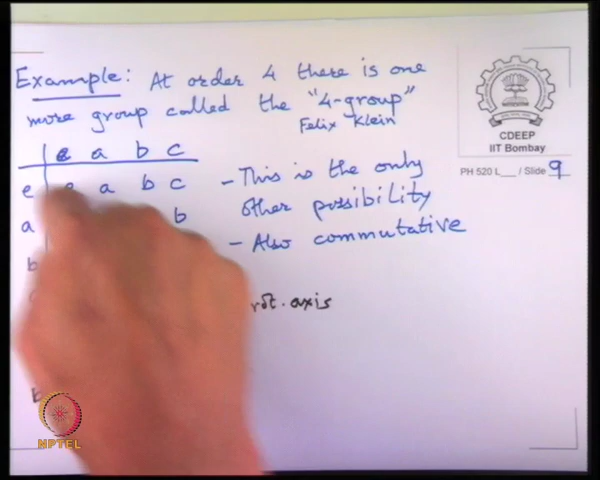 Example: At order 4 there is one
more group called the "4-group"
Felix Klein
e a b c
e e a b c
a b
b
- This is the only
other possibility
- Also commutative
rot. axis
b
CDEEP
IIT Bombay
PH 520 L__ / Slide 9
NPTEL